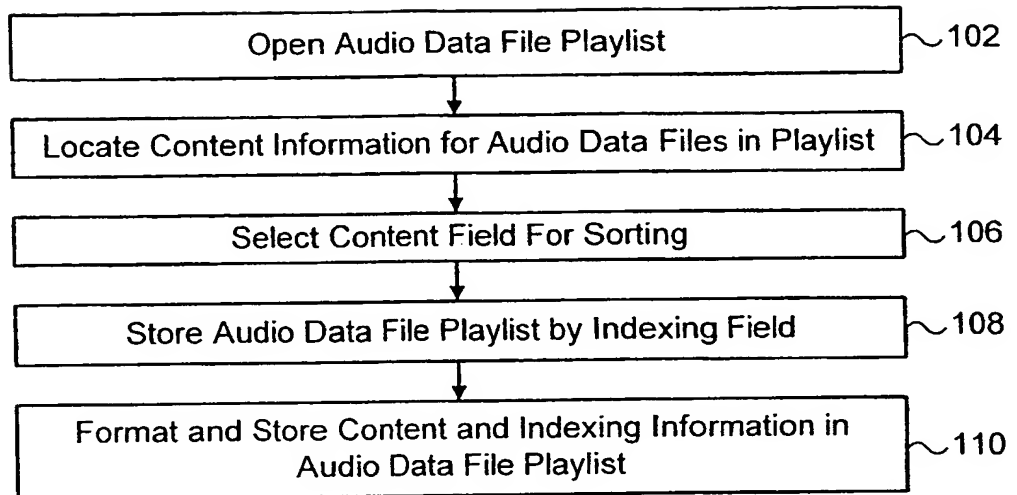 Open Audio Data File Playlist 102
Locate Content Information for Audio Data Files in Playlist 104
Select Content Field For Sorting 106
Store Audio Data File Playlist by Indexing Field 108
Format and Store Content and Indexing Information in
Audio Data File Playlist 110